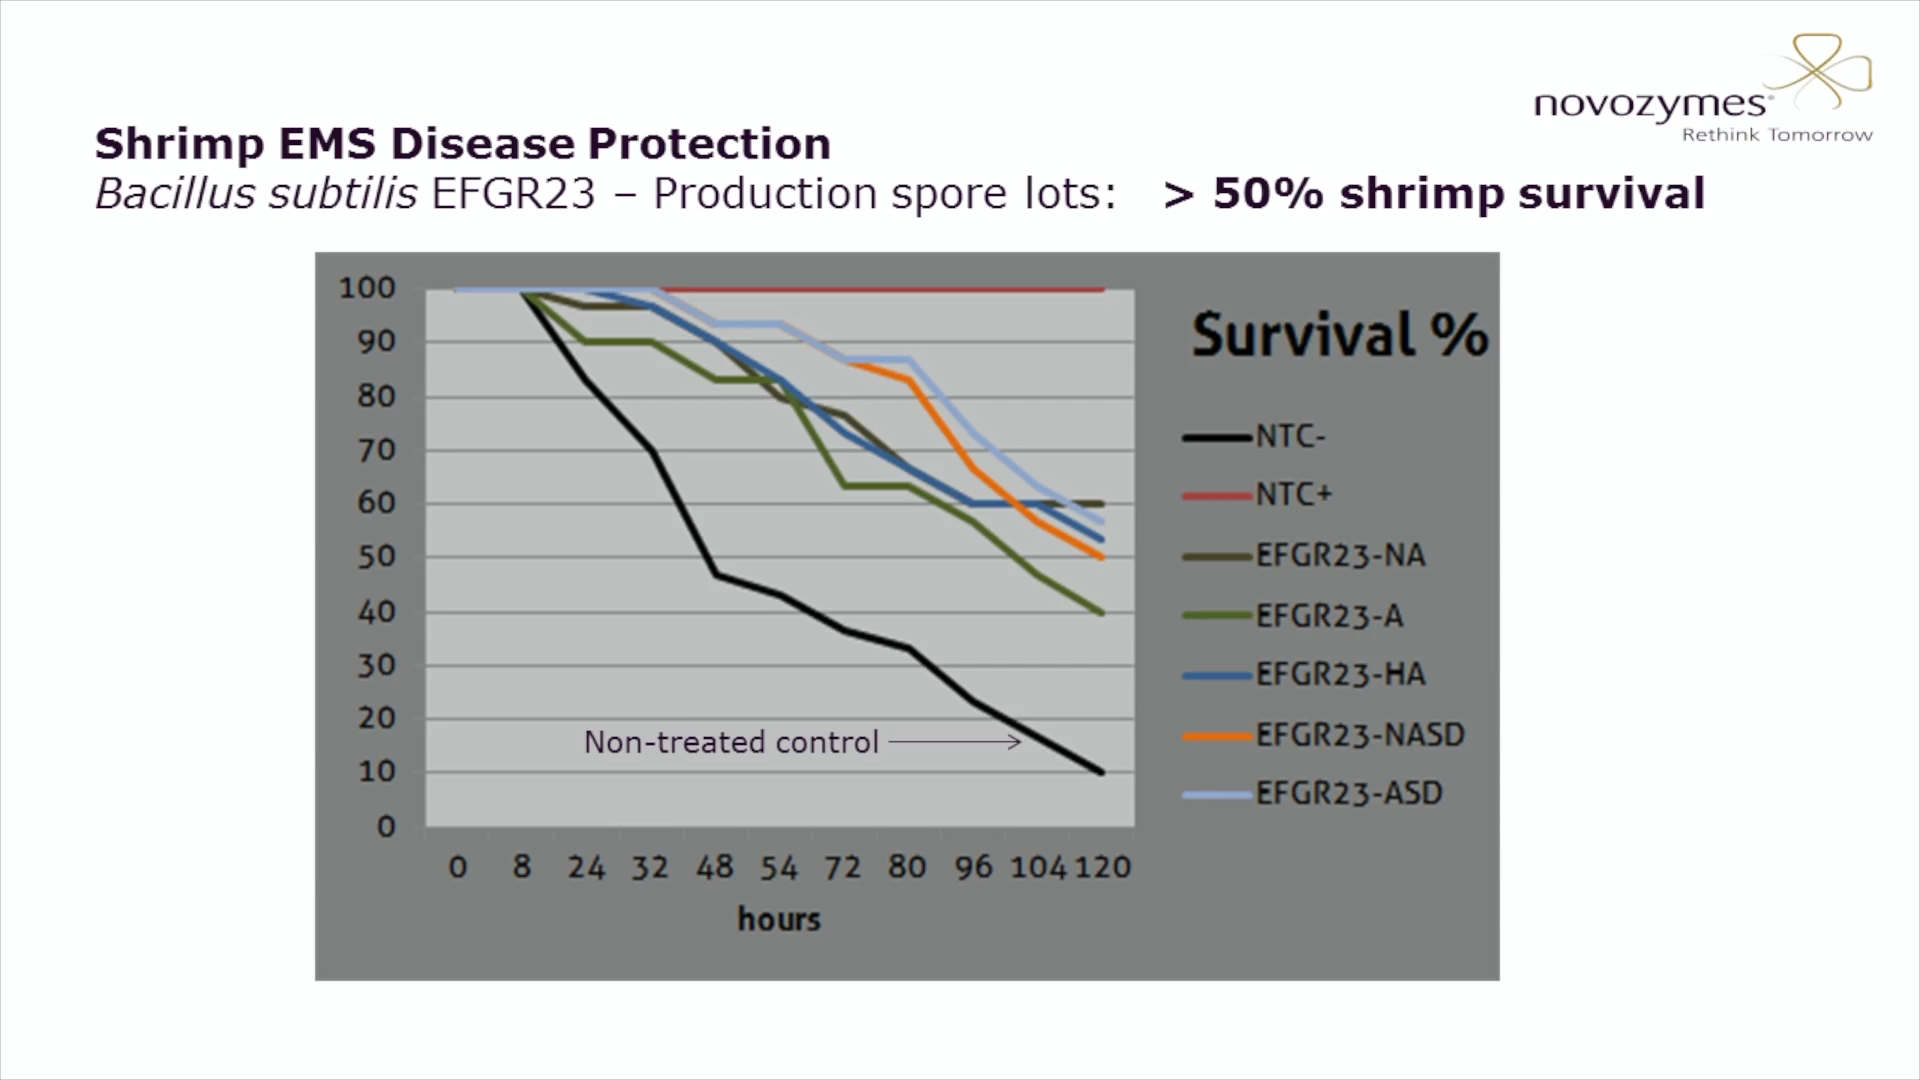 novozymes®
Rethink Tomorrow
Shrimp EMS Disease Protection
Bacillus subtilis EFGR23 – Production spore lots: > 50% shrimp survival
Survival %
100
90
80
70
60
50
40
30
20
10
0
Non-treated control
0 8 24 32 48 54 72 80 96 104 120
hours
NTC-
NTC+
EFGR23-NA
EFGR23-A
EFGR23-HA
EFGR23-NASD
EFGR23-ASD